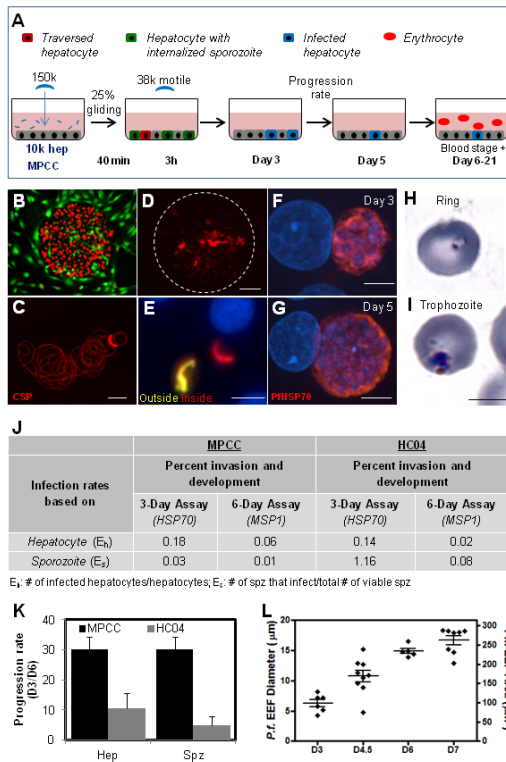 A
Traversed hepatocyte
Hepatocyte with internalized sporozoite
Infected hepatocyte
Erythrocyte
150k
25% gliding
38k motile
Progression rate
10k hep MPCC
40 min
3h
Day 3
Day 5
Blood stage +
Day 6-21
B
D
F
Day 3
H
Ring
C
CSP
E
Outside Inside
G
Day 5
PfHSP70
I
Trophozoite
J
MPCC
HC04
Infection rates based on
Percent invasion and development
Percent invasion and development
3-Day Assay (HSP70)
6-Day Assay (MSP1)
3-Day Assay (HSP70)
6-Day Assay (MSP1)
Hepatocyte (Eh) 0.18 0.06 0.14 0.02
Sporozoite (Es) 0.03 0.01 1.16 0.08
Eh: # of infected hepatocytes/hepatocytes; Es: # of spz that infect/total # of viable spz
K
MPCC
HC04
Progression rate (D3/D6)
40
30
20
10
0
Hep
Spz
L
P.f. EEF Diameter (µm)
20
15
10
5
0
D3
D4.5
D6
D7
300
250
200
150
100
50
0